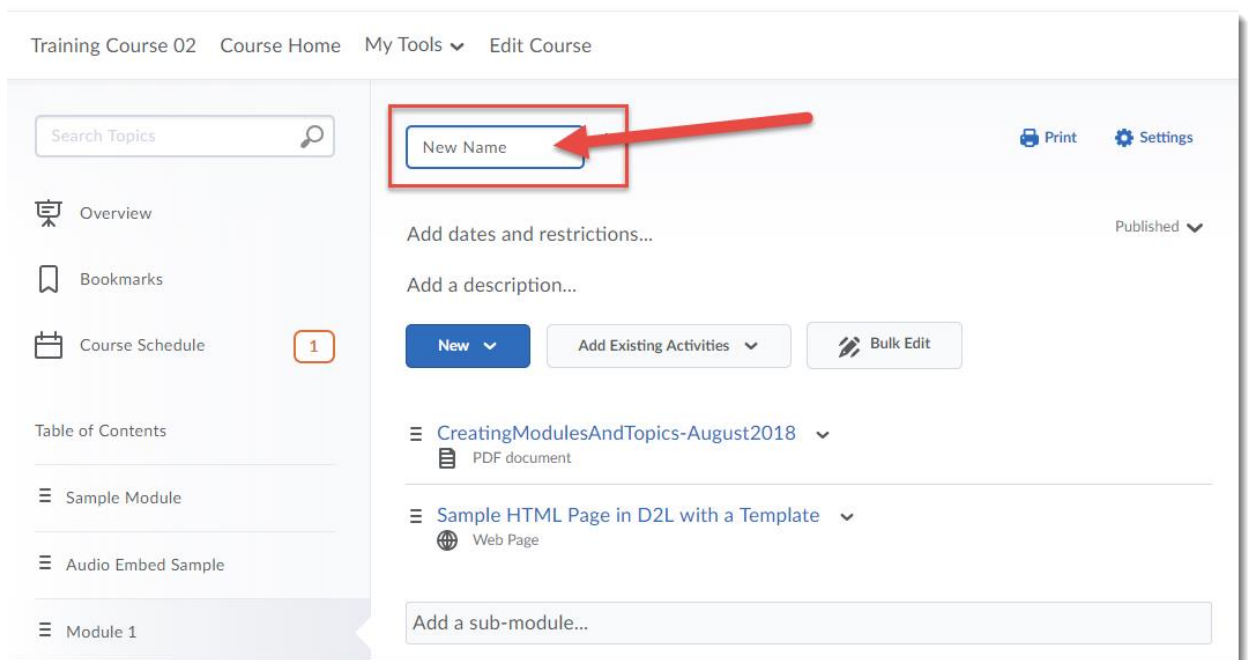 Training Course 02 Course Home My Tools Edit Course
Search Topics
Overview
Bookmarks
Course Schedule 1
Table of Contents
Sample Module
Audio Embed Sample
Module 1
New Name
Print Settings
Add dates and restrictions...
Published
Add a description...
New Add Existing Activities Bulk Edit
CreatingModulesAndTopics-August2018
PDF document
Sample HTML Page in D2L with a Template
Web Page
Add a sub-module...